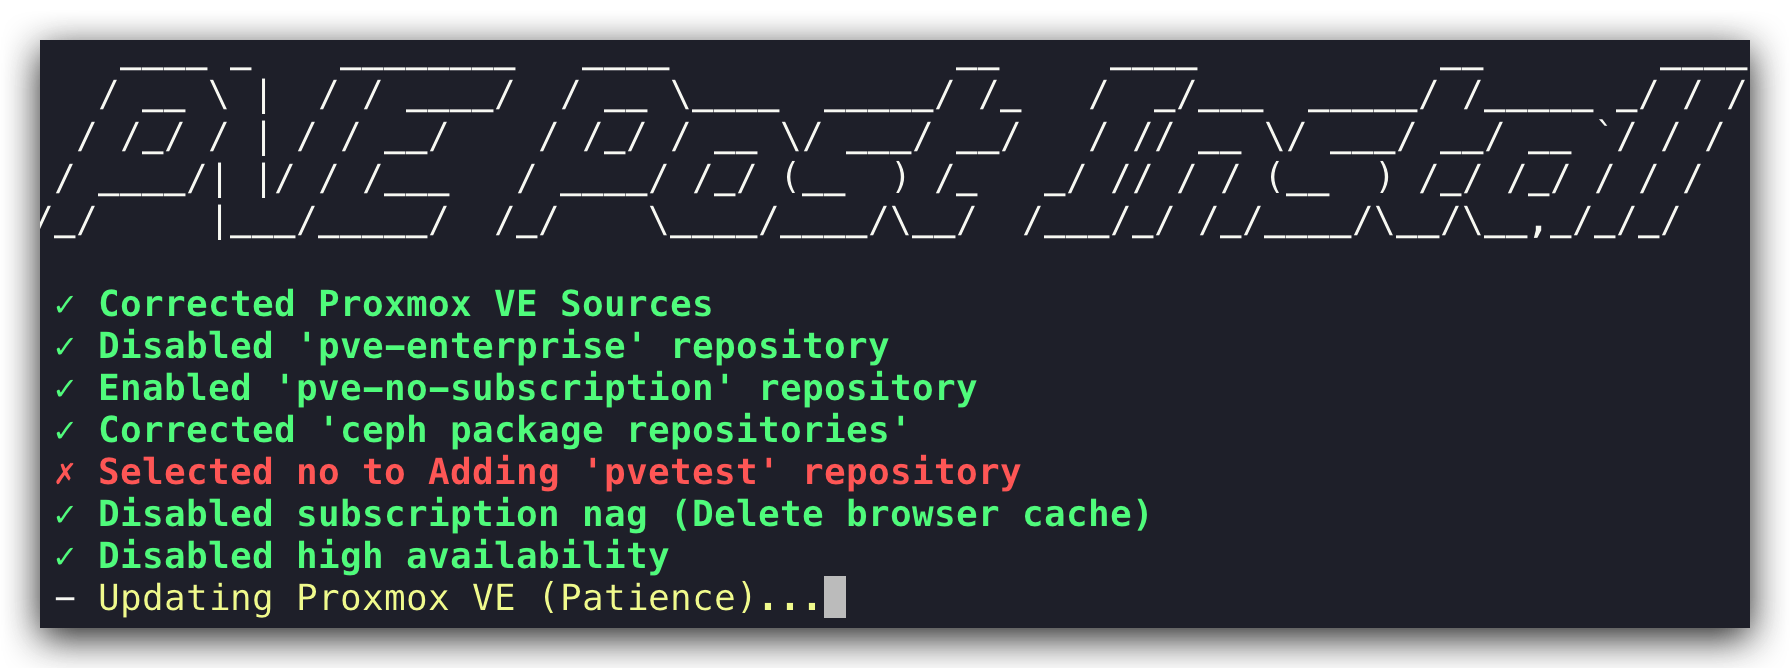 PVE Post Install
✓ Corrected Proxmox VE Sources
✓ Disabled 'pve-enterprise' repository
✓ Enabled 'pve-no-subscription' repository
✓ Corrected 'ceph package repositories'
✗ Selected no to Adding 'pvetest' repository
✓ Disabled subscription nag (Delete browser cache)
✓ Disabled high availability
- Updating Proxmox VE (Patience)...